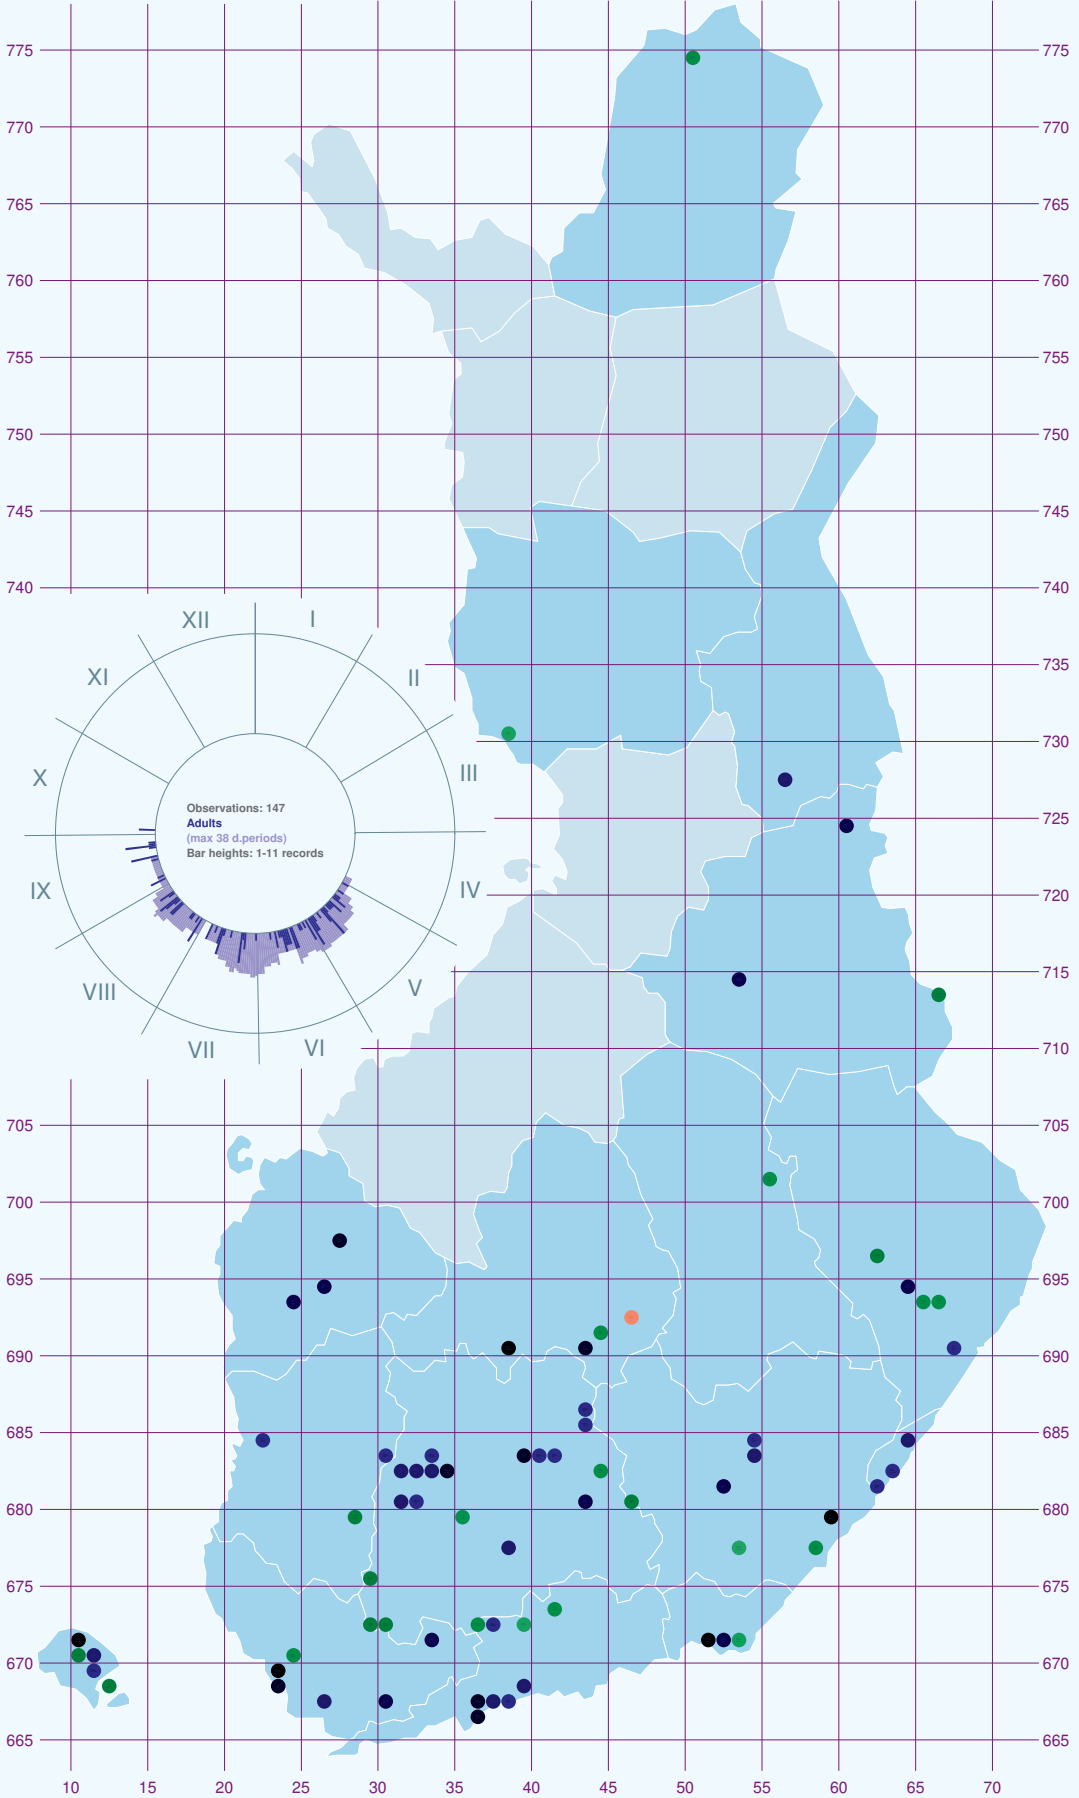 775 775
770 770
765 765
760 760
755 755
750 750
745 745
740 740
XII I
XI II
735 735
730 730
X III
Observations: 147
Adults
(max 38 d.periods)
Bar heights: 1-11 records
725
IX IV
720
715
VIII V
VII VI
710
705 705
700 700
695 695
690 690
685 685
680 680
675 675
670 670
665 665
10 15 20 25 30 35 40 45 50 55 60 65 70